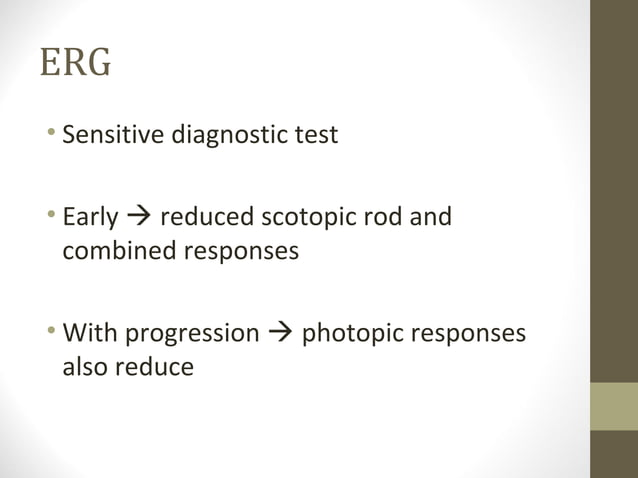 ERG
• Sensitive diagnostic test
• Early → reduced scotopic rod and
combined responses
• With progression → photopic responses
also reduce